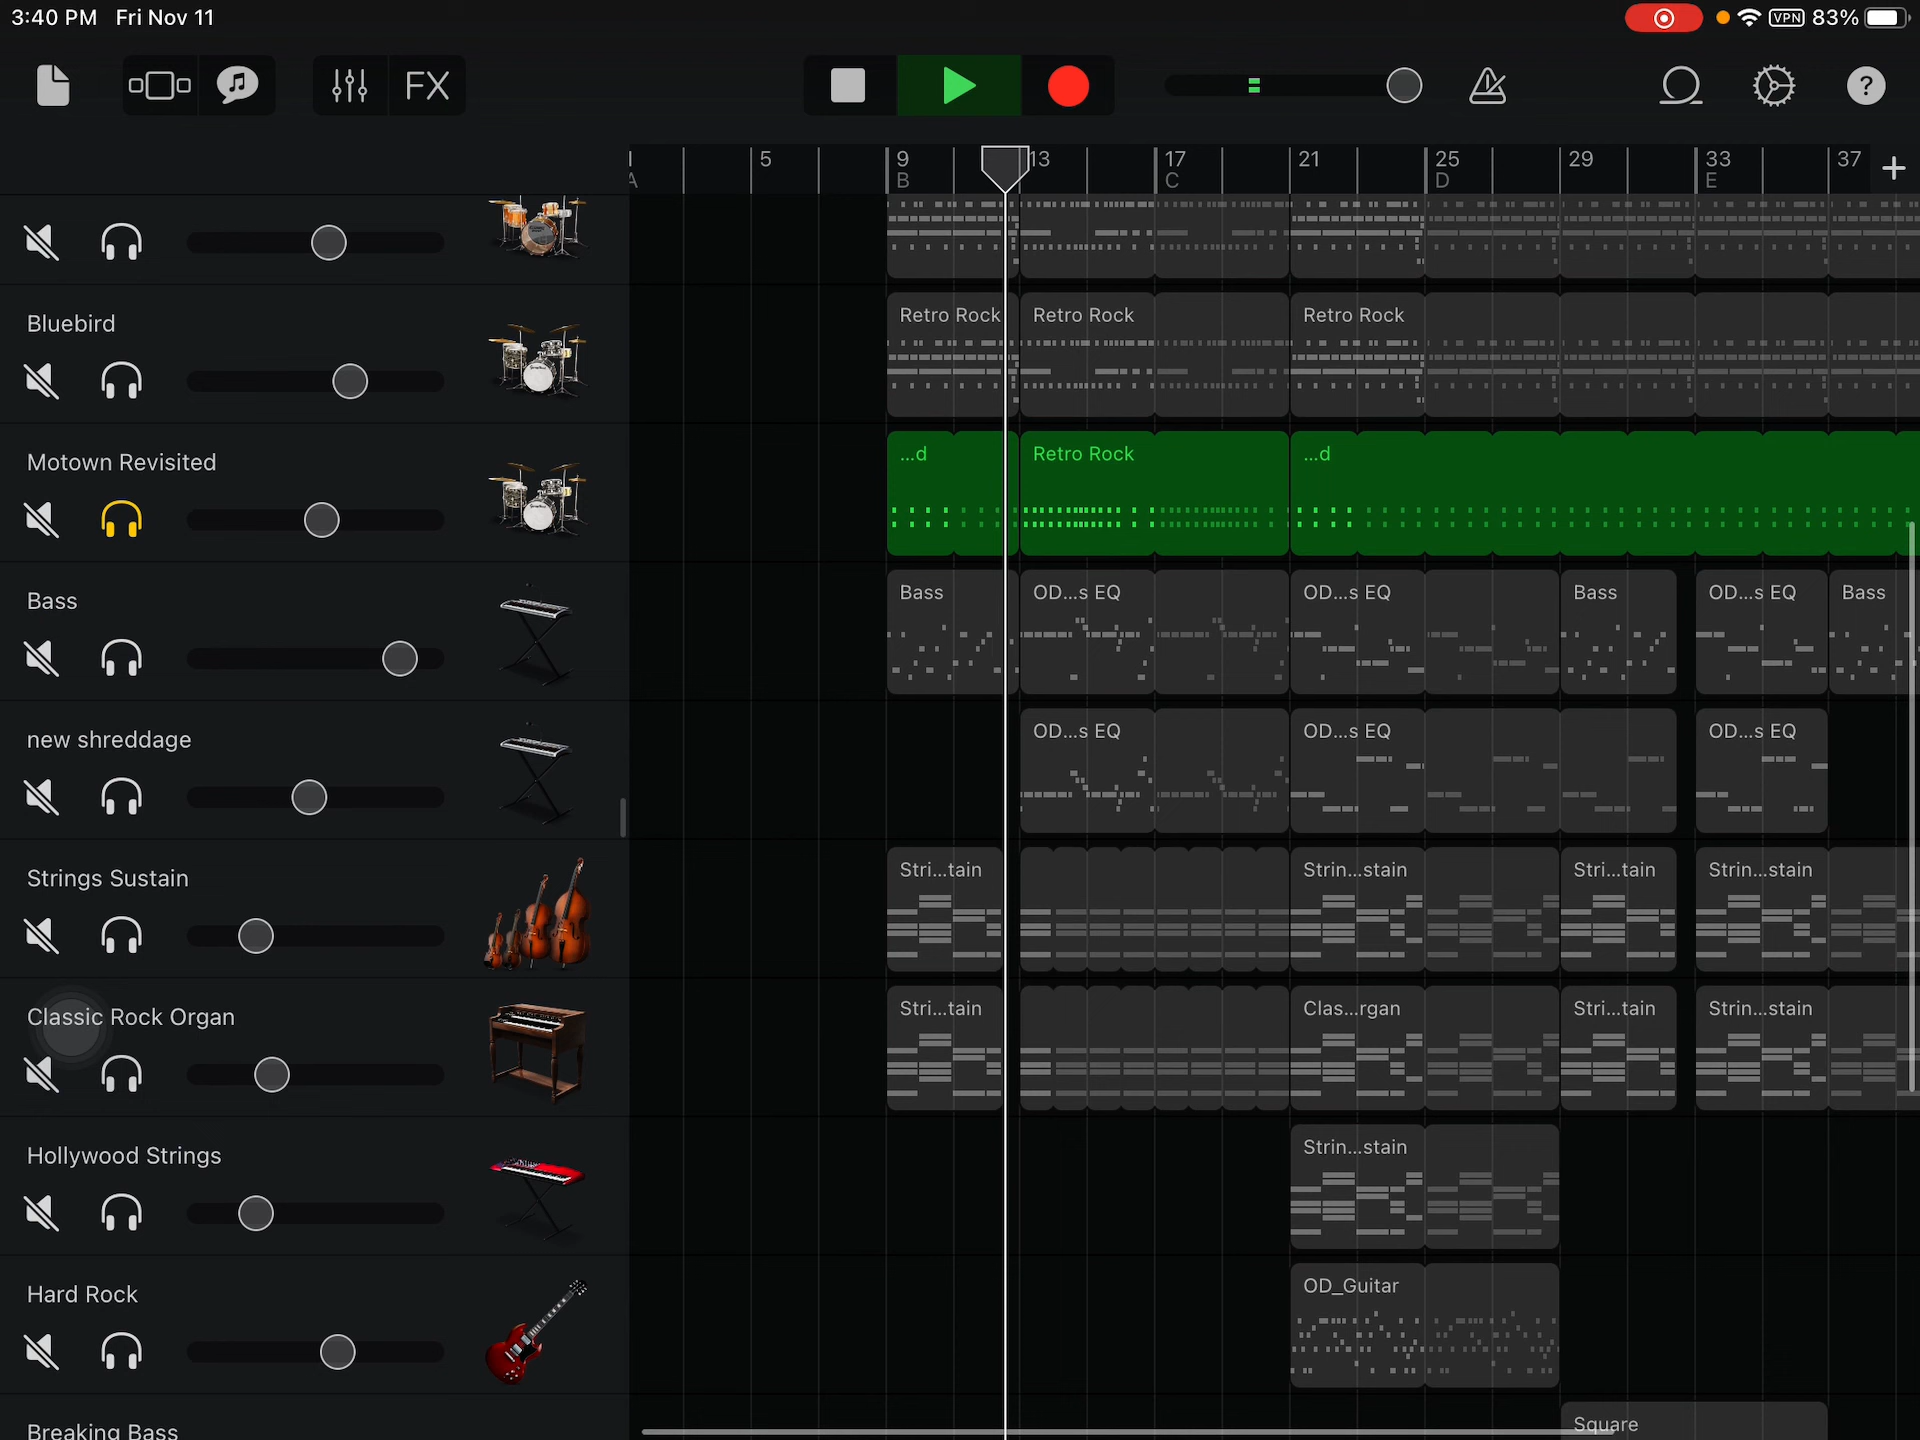 3:40 PM Fri Nov 11
VPN 83%
FX
?
5 9 13 17 21 25 29 33 37
A B C D E
Bluebird
Retro Rock Retro Rock Retro Rock
Motown Revisited
...d Retro Rock ...d
Bass
Bass OD...s EQ OD...s EQ Bass OD...s EQ Bass
new shreddage
OD...s EQ OD...s EQ OD...s EQ
Strings Sustain
Stri...tain Strin...stain Stri...tain Strin...stain
Classic Rock Organ
Stri...tain Clas...rgan Stri...tain Strin...stain
Hollywood Strings
Strin...stain
Hard Rock
OD_Guitar
Breaking Bass
Square